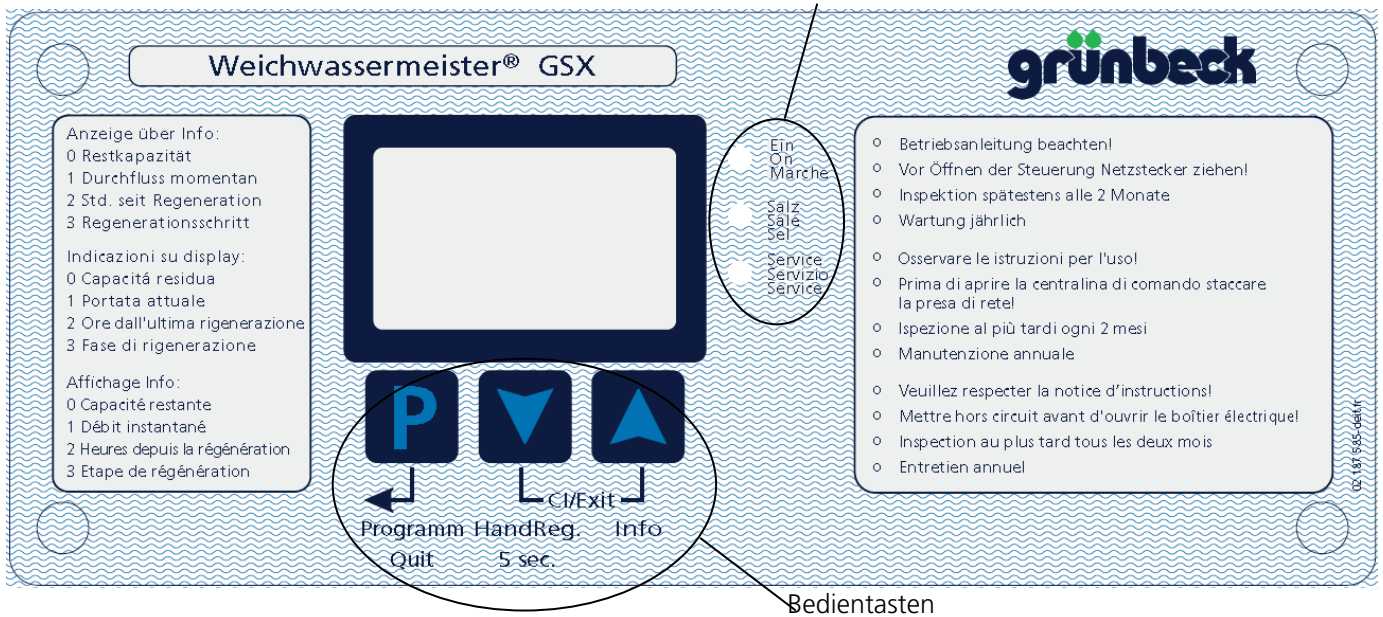 Weichwassermeister® GSX
grünbeck
Anzeige über Info:
0 Restkapazität
1 Durchfluss momentan
2 Std. seit Regeneration
3 Regenerationsschritt
Indicazioni su display:
0 Capacitá residua
1 Portata attuale
2 Ore dall'ultima rigenerazione
3 Fase di rigenerazione
Affichage Info:
0 Capacité restante
1 Débit instantané
2 Heures depuis la régénération
3 Etape de régénération
Ein
On
Marche
Salz
Sale
Sel
Service
Servizio
Service
P
CI/Exit
Programm HandReg. Info
Quit 5 sec.
Betriebsanleitung beachten!
Vor Öffnen der Steuerung Netzstecker ziehen!
Inspektion spätestens alle 2 Monate
Wartung jährlich
Osservare le istruzioni per l'uso!
Prima di aprire la centralina di comando staccare
la presa di rete!
Ispezione al più tardi ogni 2 mesi
Manutenzione annuale
Veuillez respecter la notice d'instructions!
Mettre hors circuit avant d'ouvrir le boîtier électrique!
Inspection au plus tard tous les deux mois
Entretien annuel
02 187 585-deit.fr
Bedientasten